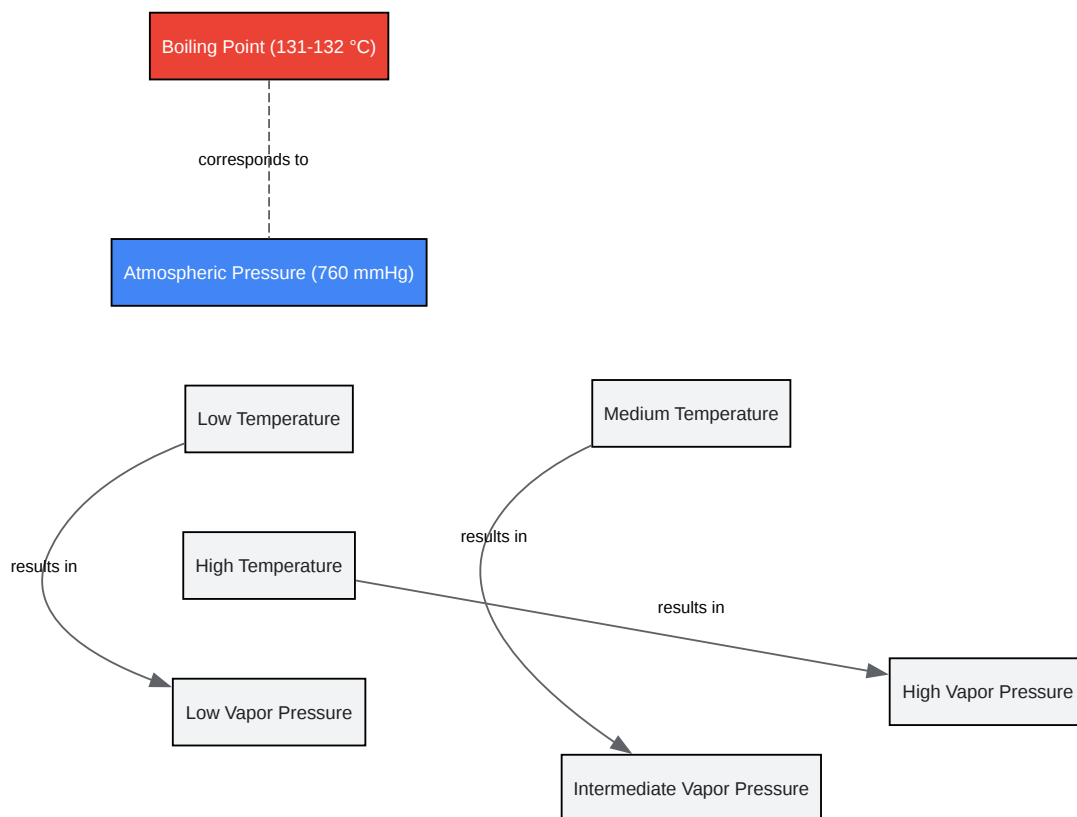 Boiling Point (131-132 °C)
corresponds to
Atmospheric Pressure (760 mmHg)
Low Temperature
Medium Temperature
results in
High Temperature
results in
results in
Low Vapor Pressure
High Vapor Pressure
Intermediate Vapor Pressure